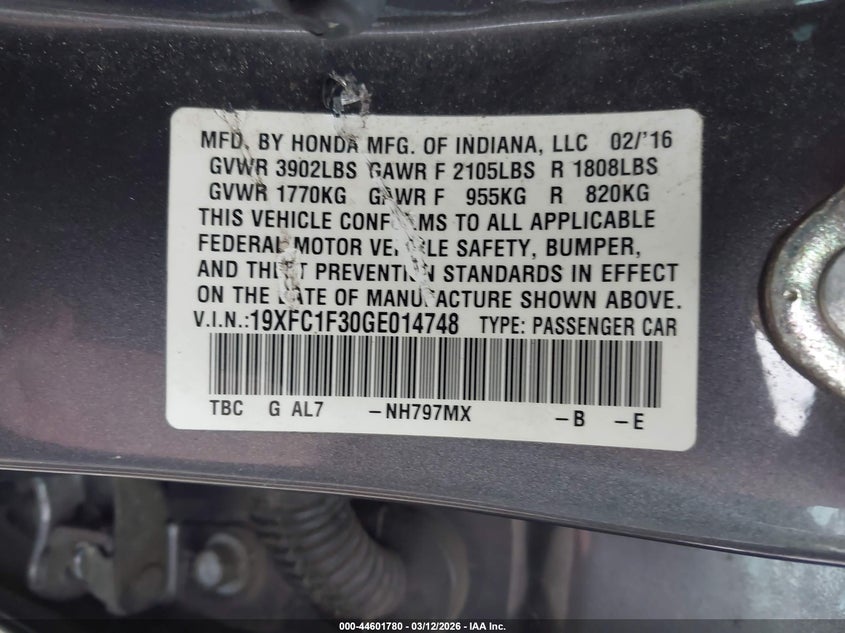 MFD. BY HONDA MFG. OF INDIANA, LLC 02/'16
GVWR 3902LBS GAWR F 2105LBS R 1808LBS
GVWR 1770KG GAWR F 955KG R 820KG
THIS VEHICLE CONFORMS TO ALL APPLICABLE
FEDERAL MOTOR VEHICLE SAFETY, BUMPER,
AND THEFT PREVENTION STANDARDS IN EFFECT
ON THE DATE OF MANUFACTURE SHOWN ABOVE.
V.I.N.:19XFC1F30GE014748 TYPE: PASSENGER CAR
TBC G AL7 -NH797MX -B -E
000-44601780 - 03/12/2026 - IAA Inc.